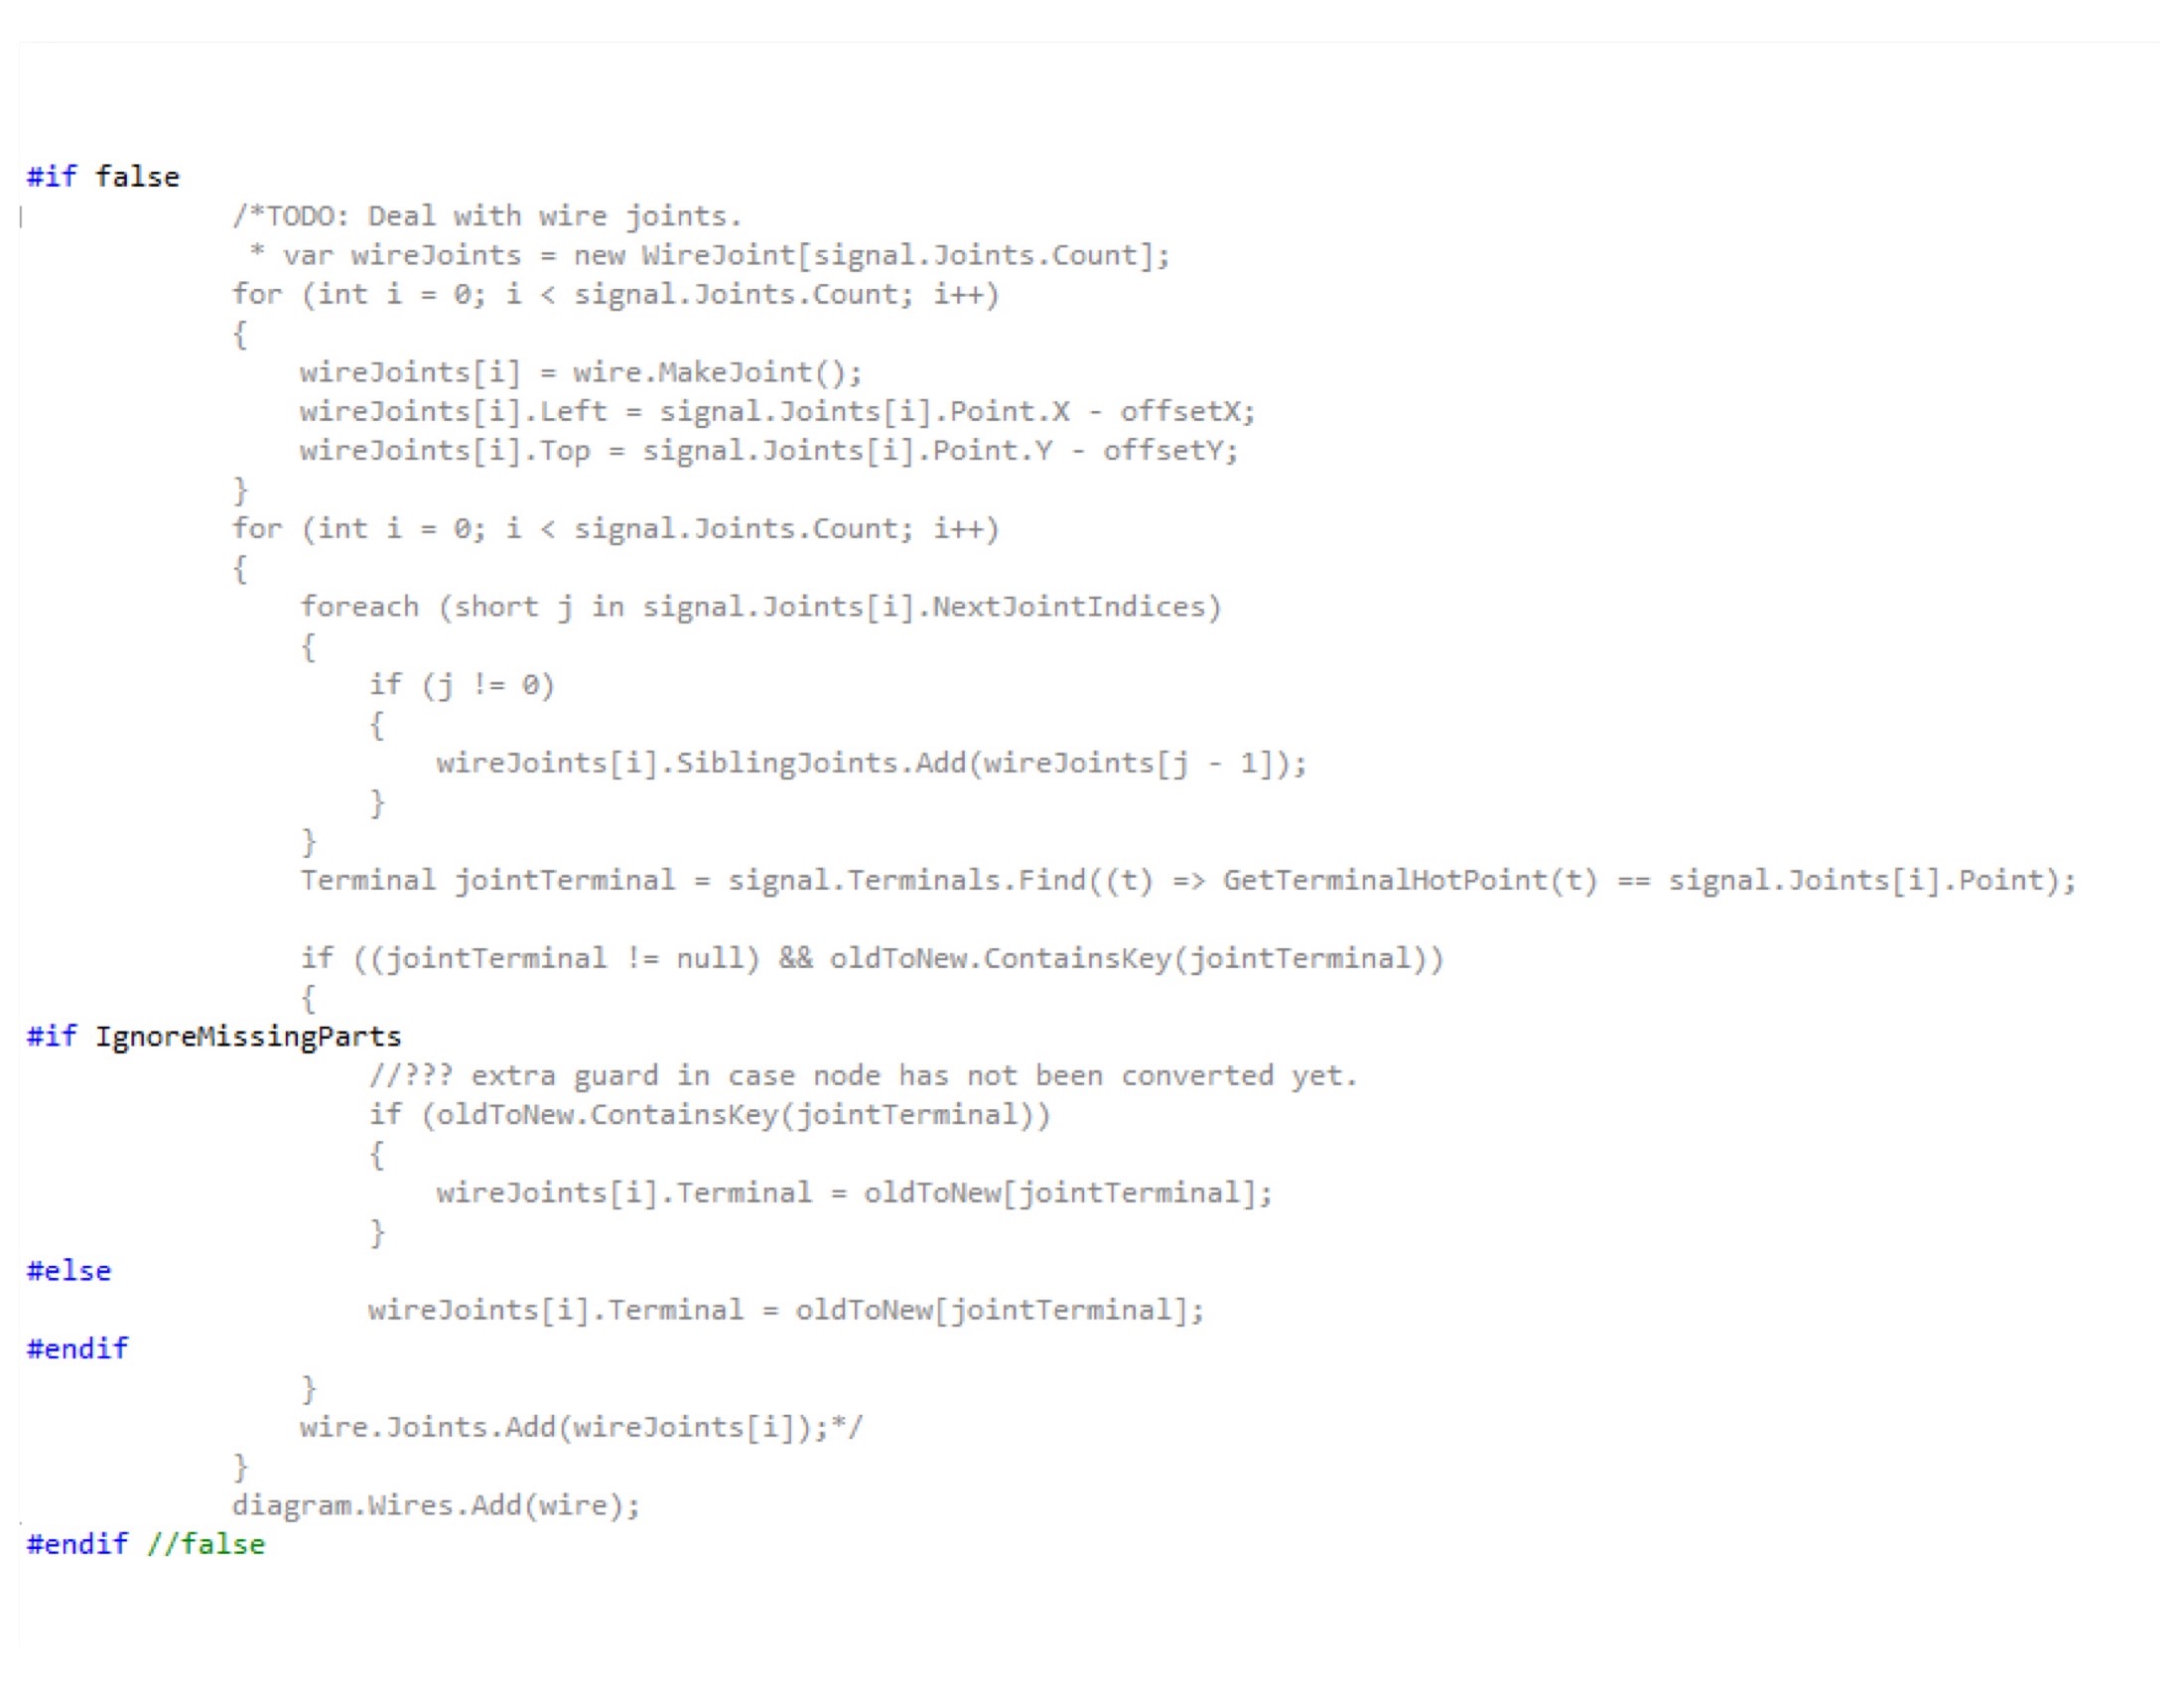 #if false
            /*TODO: Deal with wire joints.
             * var wireJoints = new WireJoint[signal.Joints.Count];
            for (int i = 0; i < signal.Joints.Count; i++)
            {
                wireJoints[i] = wire.MakeJoint();
                wireJoints[i].Left = signal.Joints[i].Point.X - offsetX;
                wireJoints[i].Top = signal.Joints[i].Point.Y - offsetY;
            }
            for (int i = 0; i < signal.Joints.Count; i++)
            {
                foreach (short j in signal.Joints[i].NextJointIndices)
                {
                    if (j != 0)
                    {
                        wireJoints[i].SiblingJoints.Add(wireJoints[j - 1]);
                    }
                }
                Terminal jointTerminal = signal.Terminals.Find((t) => GetTerminalHotPoint(t) == signal.Joints[i].Point);

                if ((jointTerminal != null) && oldToNew.ContainsKey(jointTerminal))
                {
#if IgnoreMissingParts
                    //??? extra guard in case node has not been converted yet.
                    if (oldToNew.ContainsKey(jointTerminal))
                    {
                        wireJoints[i].Terminal = oldToNew[jointTerminal];
                    }
#else
                    wireJoints[i].Terminal = oldToNew[jointTerminal];
#endif
                }
                wire.Joints.Add(wireJoints[i]);*/
            }
            diagram.Wires.Add(wire);
#endif //false